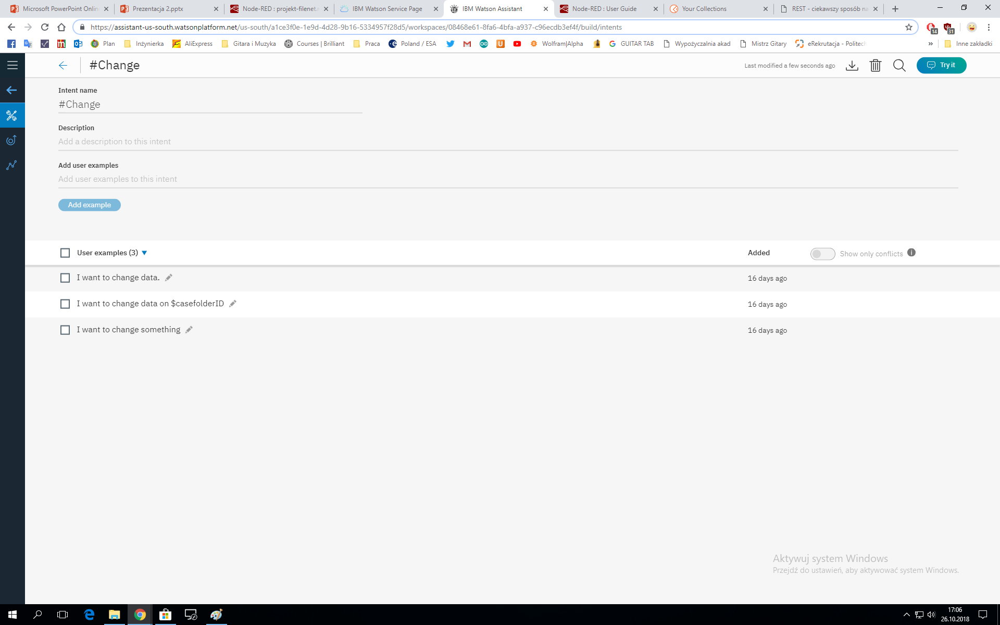 Microsoft PowerPoint Onlin
Prezentacja 2.pptx
Node-RED : projekt-filenet.r
IBM Watson Service Page
IBM Watson Assistant
Node-RED : User Guide
Your Collections
REST - ciekawszy sposób na
https://assistant-us-south.watsonplatform.net/us-south/a1ce3f0e-1e9d-4d28-9b16-5334957f28d5/workspaces/08468e61-8fa6-4bfa-a937-c96ecdb3ef4f/build/intents
14
31
Plan
Inżynierka
AliExpress
Gitara i Muzyka
Courses | Brilliant
Praca
Poland / ESA
Wolfram|Alpha
GUITAR TAB
Wypożyczalnia akad
Mistrz Gitary
eRekrutacja - Politech
»
Inne zakładki
#Change
Last modified a few seconds ago
Try it
Intent name
#Change
Description
Add a description to this intent
Add user examples
Add user examples to this intent
Add example
User examples (3)
Added
Show only conflicts
I want to change data.
16 days ago
I want to change data on $casefolderID
16 days ago
I want to change something
16 days ago
Aktywuj system Windows
Przejdź do ustawień, aby aktywować system Windows.
17:06
26.10.2018